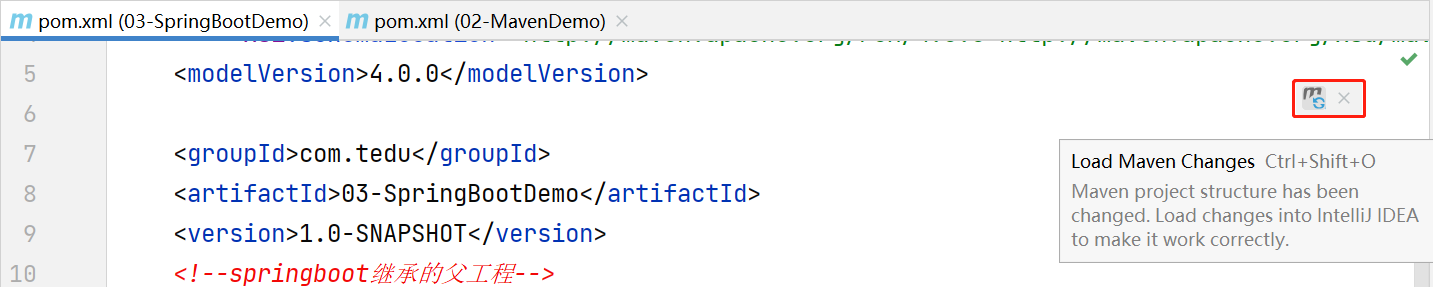 pom.xml (03-SpringBootDemo) × pom.xml (02-MavenDemo) ×
5 <modelVersion>4.0.0</modelVersion>
6
7 <groupId>com.tedu</groupId>
8 <artifactId>03-SpringBootDemo</artifactId>
9 <version>1.0-SNAPSHOT</version>
10 <!--springboot继承的父工程-->
Load Maven Changes Ctrl+Shift+O
Maven project structure has been
changed. Load changes into IntelliJ IDEA
to make it work correctly.